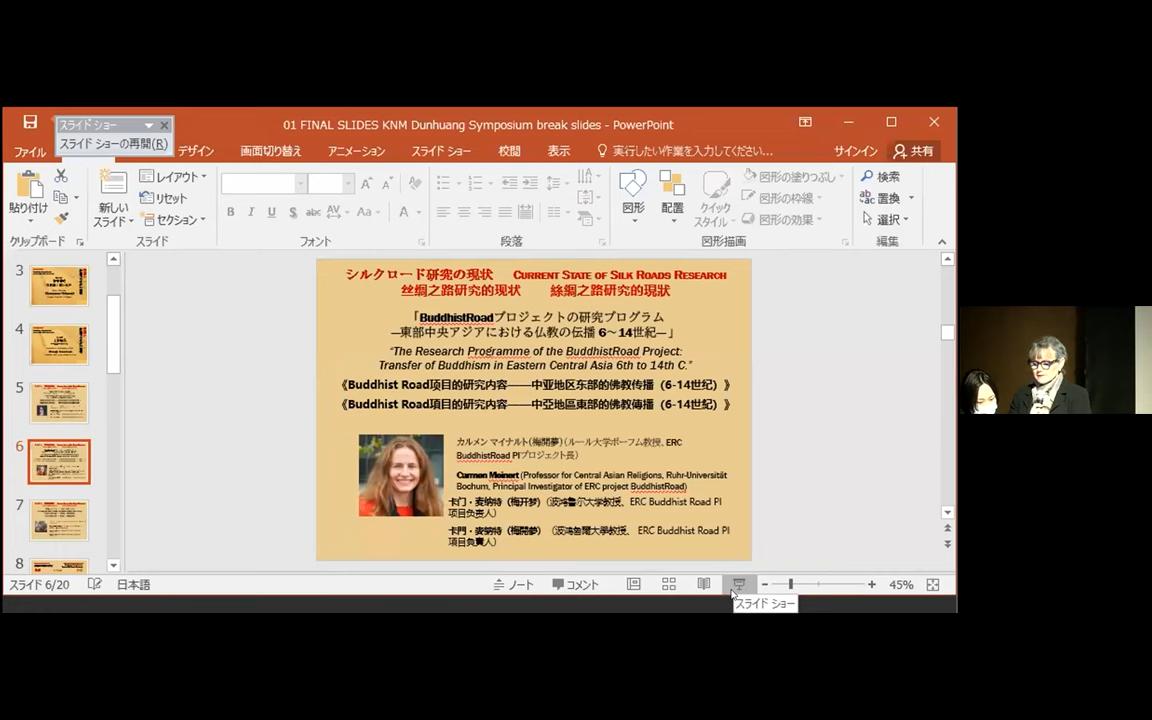 01 FINAL SLIDES KNM Dunhuang Symposium break slides - PowerPoint
スライド ショー
スライド ショーの再開(R)
ファイル デザイン 画面切り替え アニメーション スライド ショー 校閲 表示 実行したい作業を入力してください... サインイン 共有
貼り付け 新しいスライド レイアウト リセット セクション
B I U S abc AV Aa A
図形 配置 クイックスタイル 図形の塗りつぶし 図形の枠線 図形の効果
検索 置換 選択
クリップボード スライド フォント 段落 図形描画 編集
3
4
5
6
7
8
シルクロード研究の現状 CURRENT STATE OF SILK ROADS RESEARCH
丝绸之路研究的现状 絲綢之路研究的現狀
「BuddhistRoadプロジェクトの研究プログラム
—東部中央アジアにおける仏教の伝播 6～14世紀—」
“The Research Programme of the BuddhistRoad Project:
Transfer of Buddhism in Eastern Central Asia 6th to 14th C.”
《Buddhist Road项目的研究内容——中亚地区东部的佛教传播（6-14世纪）》
《Buddhist Road項目的研究內容——中亞地區東部的佛教傳播（6-14世紀）》
カルメン マイナルト(梅開夢)（ルール大学ボーフム教授、ERC
BuddhistRoad PIプロジェクト長）
Carmen Meinert (Professor for Central Asian Religions, Ruhr-Universität
Bochum, Principal Investigator of ERC project BuddhistRoad)
卡门・麦纳特（梅开梦）（波鸿鲁尔大学教授、ERC Buddhist Road PI
项目负责人）
卡門・麥納特（梅開夢）（波鴻魯爾大學教授、 ERC Buddhist Road PI
項目負責人）
スライド 6/20 日本語 ノート コメント 45%
スライド ショー